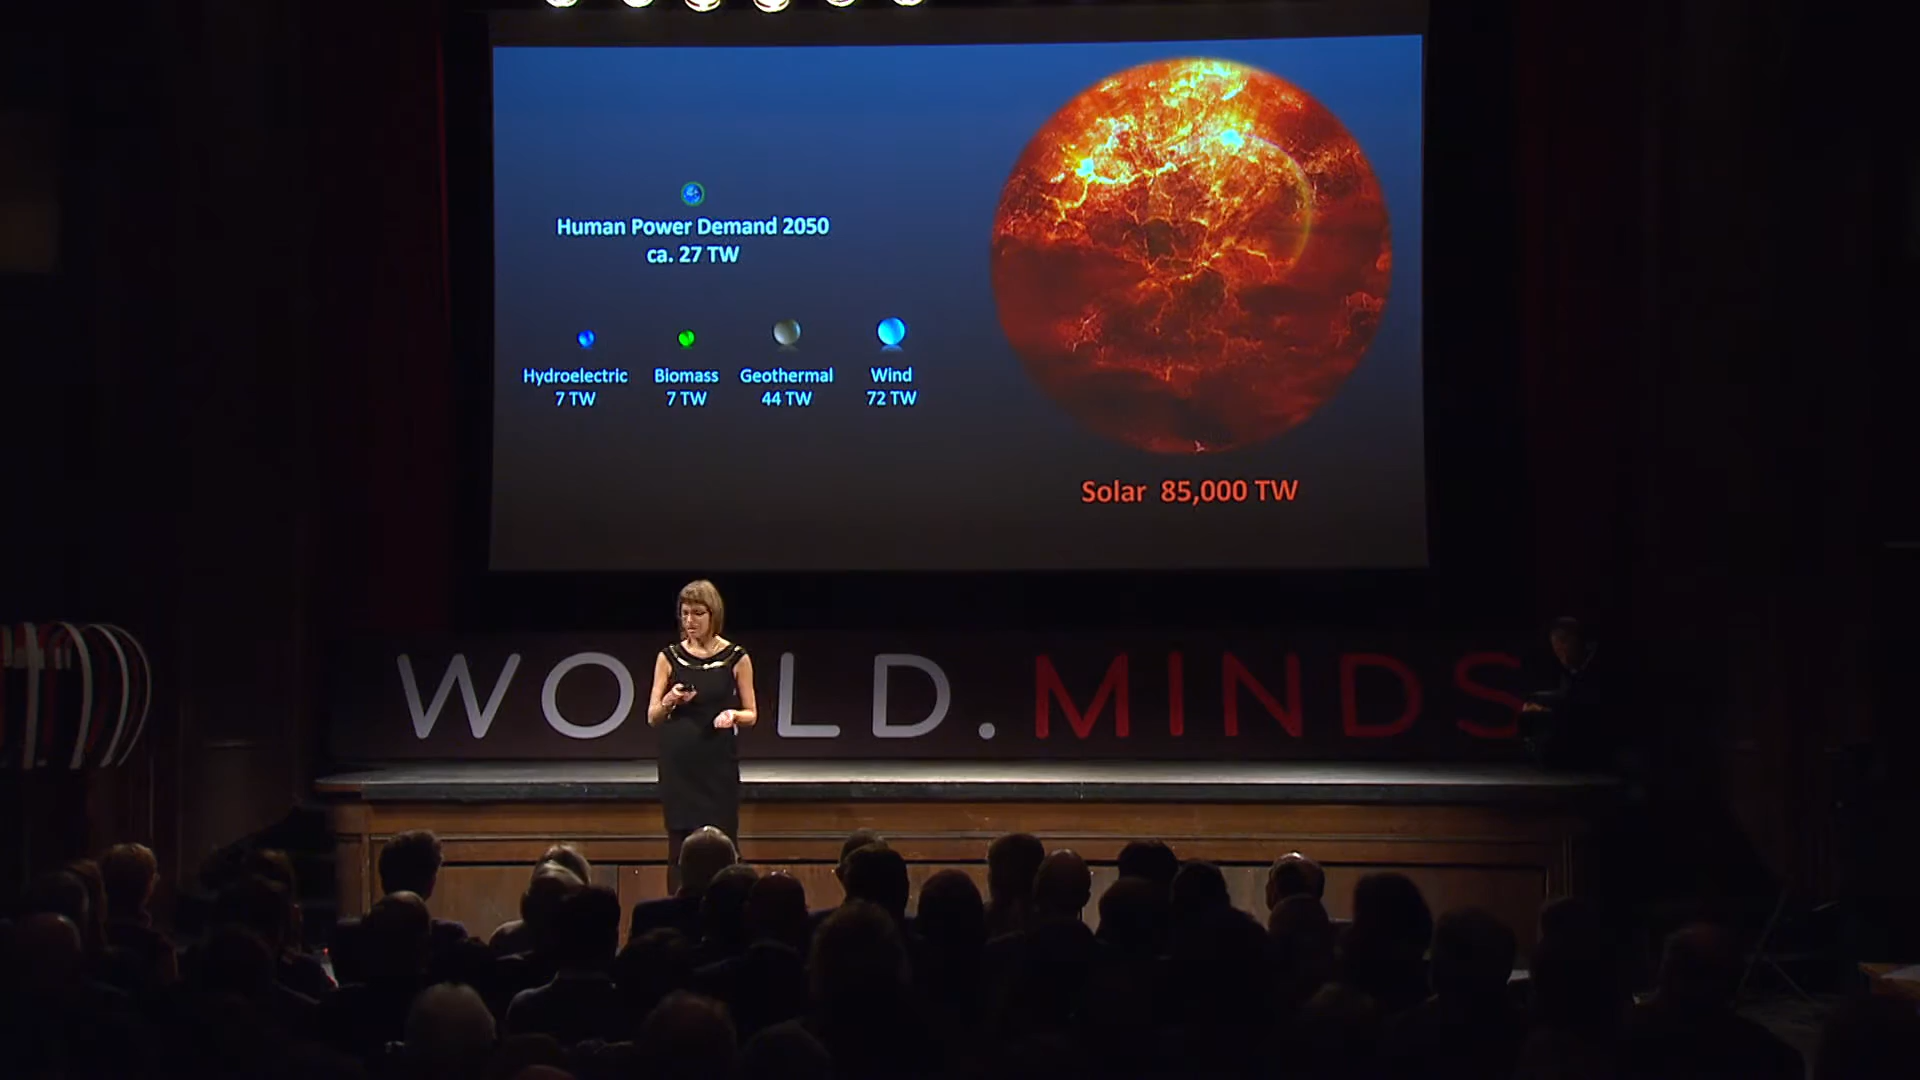 Human Power Demand 2050
ca. 27 TW
Hydroelectric
7 TW
Biomass
7 TW
Geothermal
44 TW
Wind
72 TW
Solar 85,000 TW
WO LD.MINDS